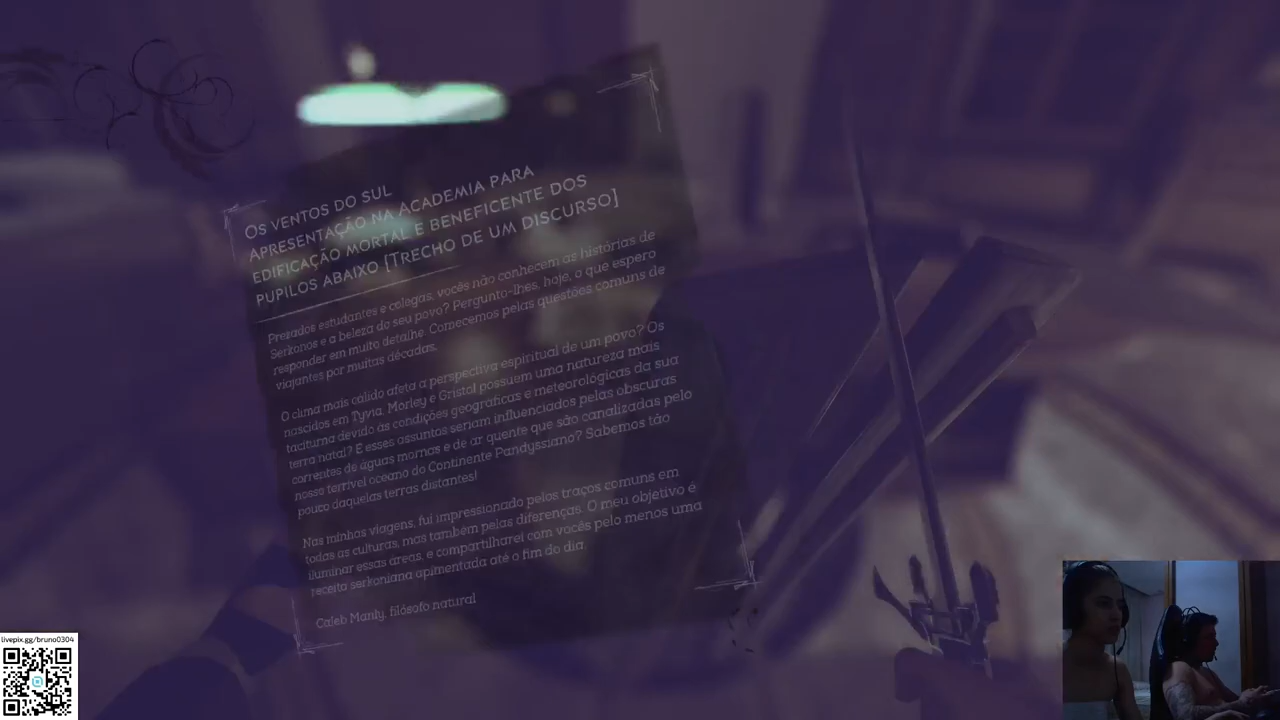 OS VENTOS DO SUL
APRESENTAÇÃO NA ACADEMIA PARA
EDIFICAÇÃO MORTAL E BENEFICENTE DOS
PUPILOS ABAIXO [TRECHO DE UM DISCURSO]
Prezados estudantes e colegas, vocês não conhecem as histórias de
Serkonos e a beleza do seu povo? Pergunto-lhes, hoje, o que espero
responder em muito detalhe. Comecemos pelas questões comuns de
viajantes por muitas décadas.
O clima mais cálido afeta a perspectiva espiritual de um povo? Os
nascidos em Tyvia, Morley e Gristol possuem uma natureza mais
taciturna devido às condições geográficas e meteorológicas da sua
terra natal? E esses assuntos seriam influenciados pelas obscuras
correntes de águas mornas e de ar quente que são canalizadas pelo
nosso terrível oceano do Continente Pandyssiano? Sabemos tão
pouco daquelas terras distantes!
Nas minhas viagens, fui impressionado pelos traços comuns em
todas as culturas, mas também pelas diferenças. O meu objetivo é
iluminar essas áreas, e compartilharei com vocês pelo menos uma
receita serkoniana apimentada até o fim do dia.
Caleb Manly, filósofo natural
livepix.gg/bruno0304